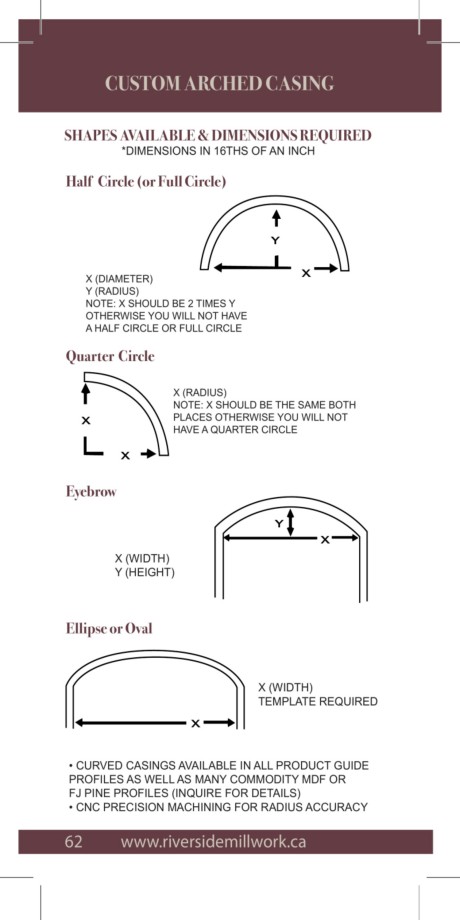 CUSTOM ARCHED CASING
SHAPES AVAILABLE & DIMENSIONS REQUIRED
*DIMENSIONS IN 16THS OF AN INCH
Half Circle (or Full Circle)
Y
X
X (DIAMETER)
Y (RADIUS)
NOTE: X SHOULD BE 2 TIMES Y
OTHERWISE YOU WILL NOT HAVE
A HALF CIRCLE OR FULL CIRCLE
Quarter Circle
X
X
X (RADIUS)
NOTE: X SHOULD BE THE SAME BOTH
PLACES OTHERWISE YOU WILL NOT
HAVE A QUARTER CIRCLE
Eyebrow
Y
X
X (WIDTH)
Y (HEIGHT)
Ellipse or Oval
X
X (WIDTH)
TEMPLATE REQUIRED
• CURVED CASINGS AVAILABLE IN ALL PRODUCT GUIDE
PROFILES AS WELL AS MANY COMMODITY MDF OR
FJ PINE PROFILES (INQUIRE FOR DETAILS)
• CNC PRECISION MACHINING FOR RADIUS ACCURACY
62 www.riversidemillwork.ca